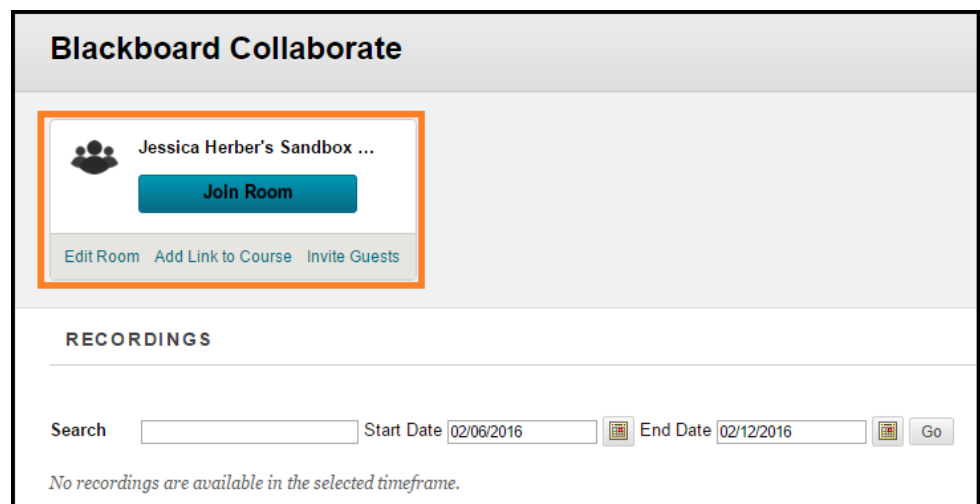 Blackboard Collaborate
Jessica Herber's Sandbox ...
Join Room
Edit Room Add Link to Course Invite Guests
RECORDINGS
Search Start Date 02/06/2016 End Date 02/12/2016 Go
No recordings are available in the selected timeframe.